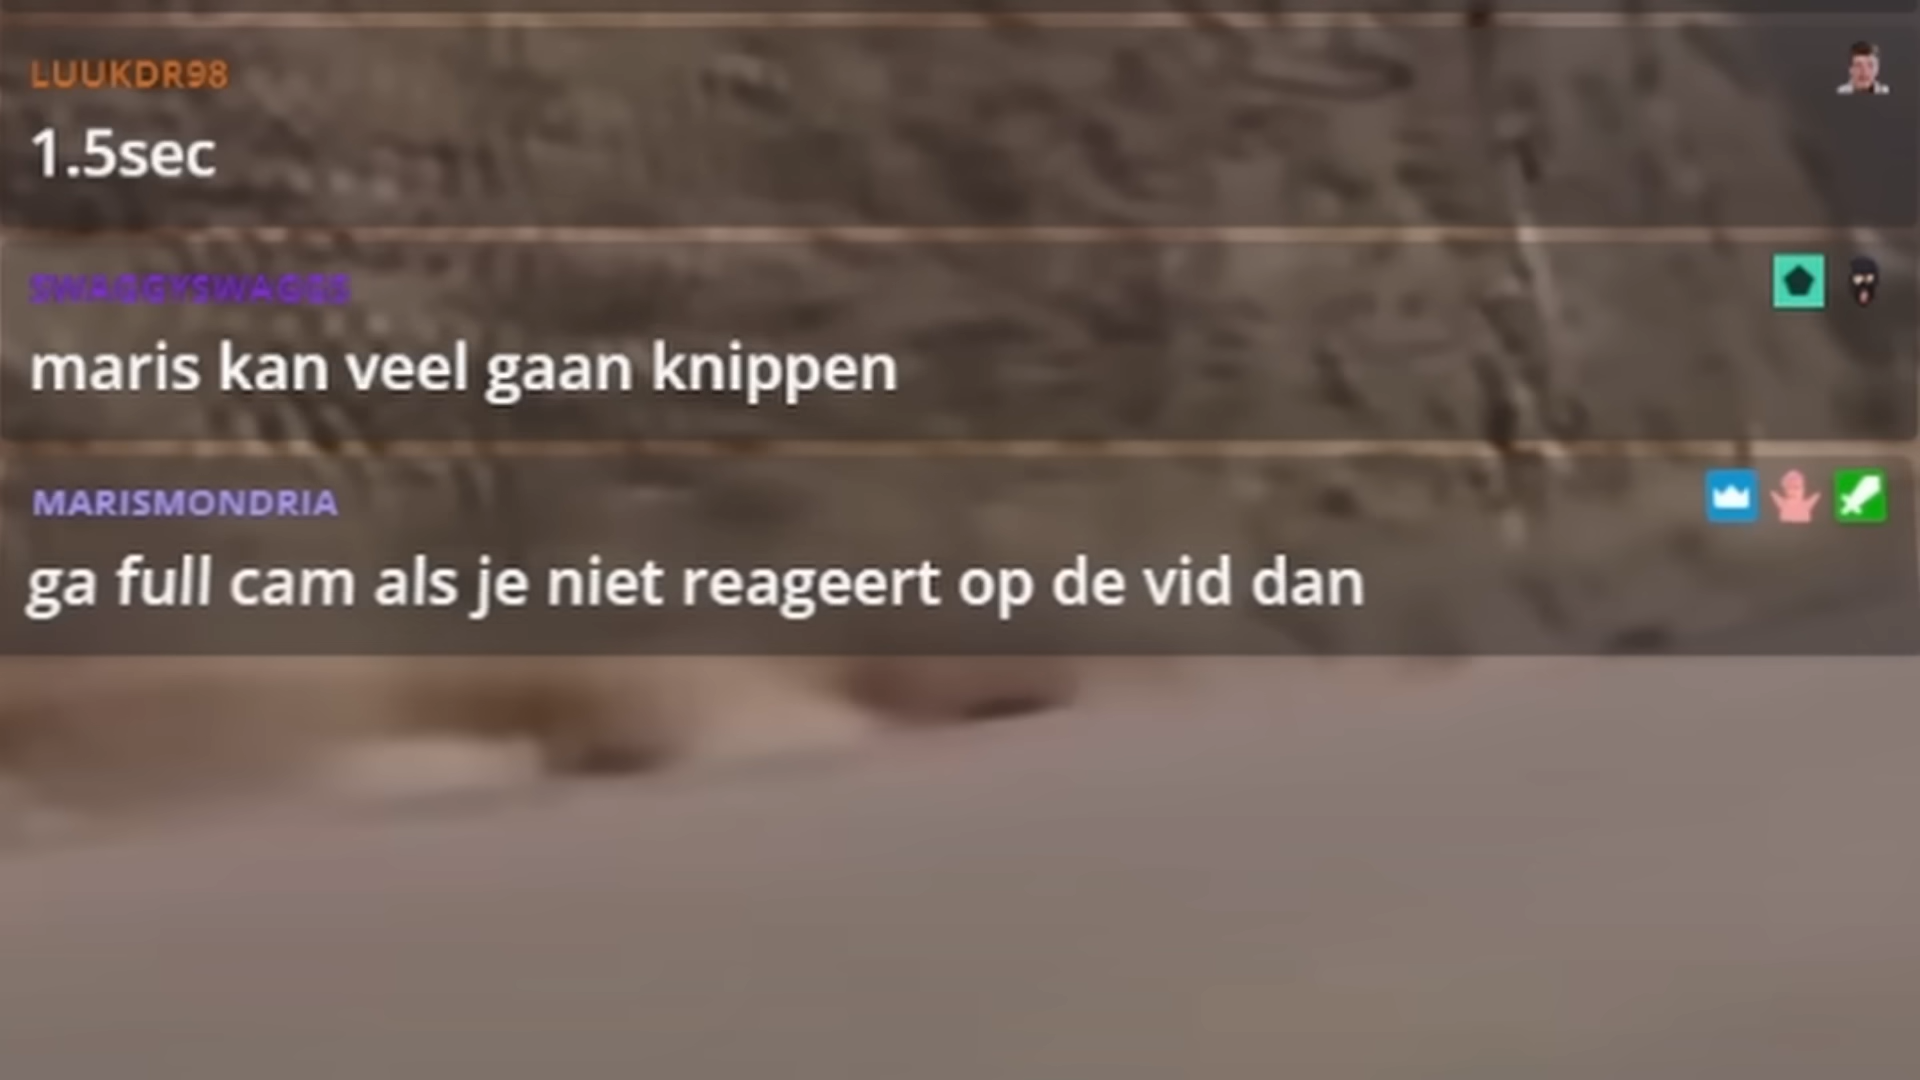 LUUKDR98
1.5sec
SWAGGYSWAGGS
maris kan veel gaan knippen
MARISMONDRIA
ga full cam als je niet reageert op de vid dan